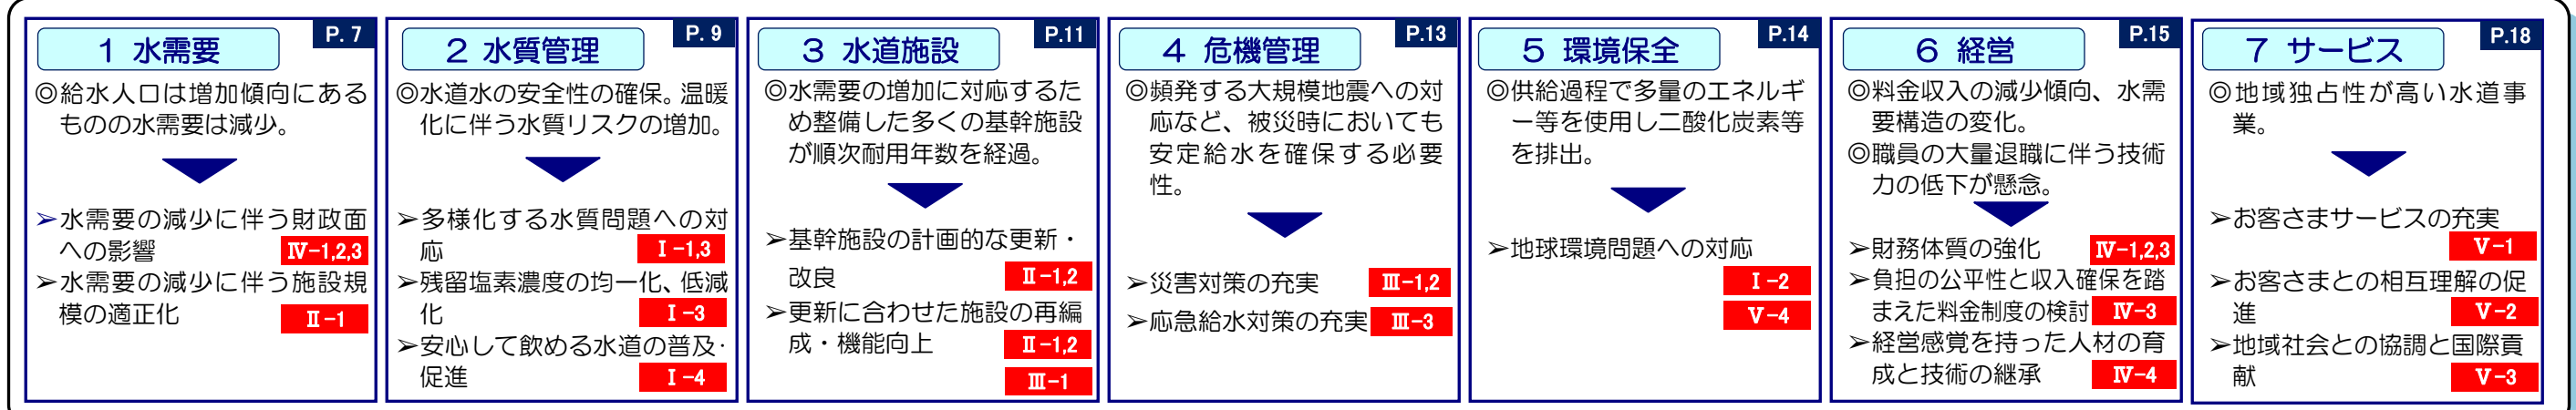 1 水需要
P. 7
◎給水人口は増加傾向にある
ものの水需要は減少。
➢水需要の減少に伴う財政面
への影響
Ⅳ-1,2,3
➢水需要の減少に伴う施設規
模の適正化
Ⅱ-1
2 水質管理
P. 9
◎水道水の安全性の確保。温暖
化に伴う水質リスクの増加。
➢多様化する水質問題への対
応
Ⅰ-1,3
➢残留塩素濃度の均一化、低減
化
Ⅰ-3
➢安心して飲める水道の普及・
促進
Ⅰ-4
3 水道施設
P.11
◎水需要の増加に対応するた
め整備した多くの基幹施設
が順次耐用年数を経過。
➢基幹施設の計画的な更新・
改良
Ⅱ-1,2
➢更新に合わせた施設の再編
成・機能向上
Ⅱ-1,2
Ⅲ-1
4 危機管理
P.13
◎頻発する大規模地震への対
応など、被災時においても
安定給水を確保する必要
性。
➢災害対策の充実
Ⅲ-1,2
➢応急給水対策の充実
Ⅲ-3
5 環境保全
P.14
◎供給過程で多量のエネルギ
ー等を使用し二酸化炭素等
を排出。
➢地球環境問題への対応
Ⅰ-2
Ⅴ-4
6 経営
P.15
◎料金収入の減少傾向、水需
要構造の変化。
◎職員の大量退職に伴う技術
力の低下が懸念。
➢財務体質の強化
Ⅳ-1,2,3
➢負担の公平性と収入確保を踏
まえた料金制度の検討
Ⅳ-3
➢経営感覚を持った人材の育
成と技術の継承
Ⅳ-4
7 サービス
P.18
◎地域独占性が高い水道事
業。
➢お客さまサービスの充実
Ⅴ-1
➢お客さまとの相互理解の促
進
Ⅴ-2
➢地域社会との協調と国際貢
献
Ⅴ-3